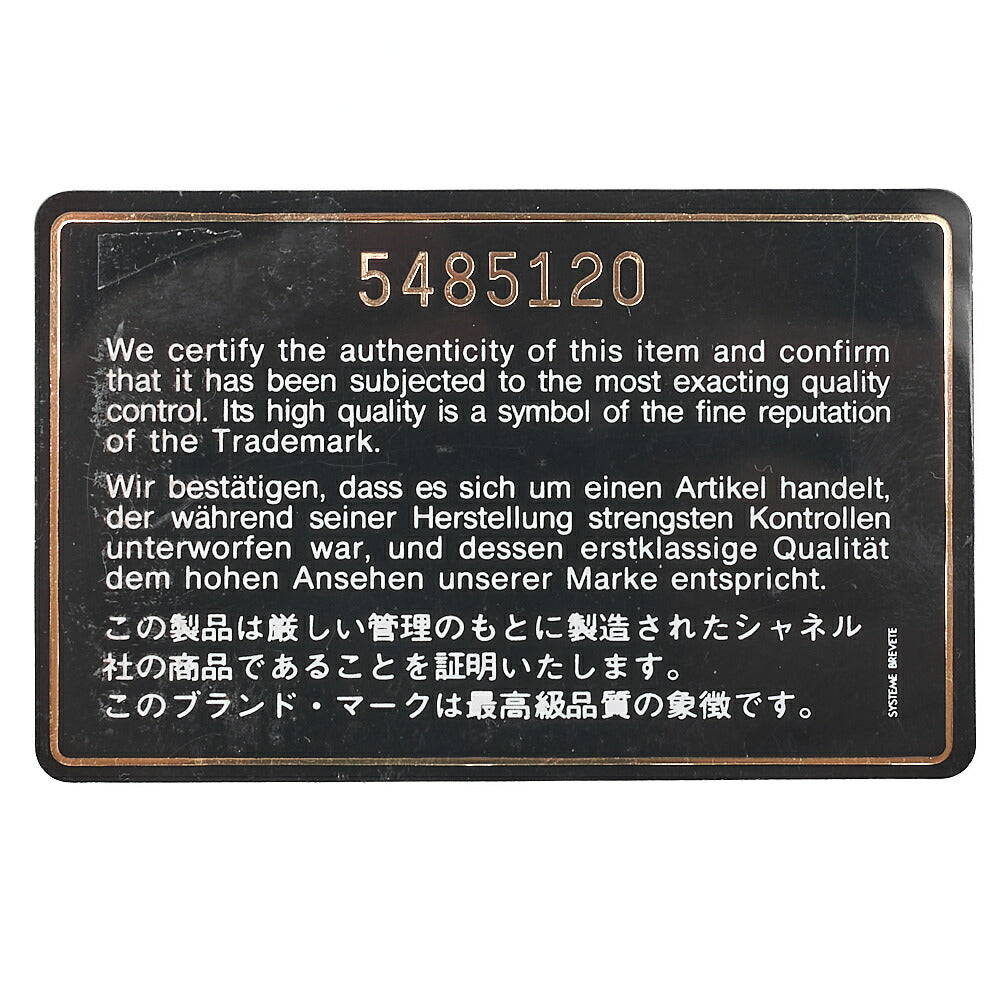 5485120
We certify the authenticity of this item and confirm
that it has been subjected to the most exacting quality
control. Its high quality is a symbol of the fine reputation
of the Trademark.
Wir bestätigen, dass es sich um einen Artikel handelt,
der während seiner Herstellung strengsten Kontrollen
unterworfen war, und dessen erstklassige Qualität
dem hohen Ansehen unserer Marke entspricht.
この製品は厳しい管理のもとに製造されたシャネル
社の商品であることを証明いたします。
このブランド・マークは最高級品質の象徴です。
SYSTEME BREVETE